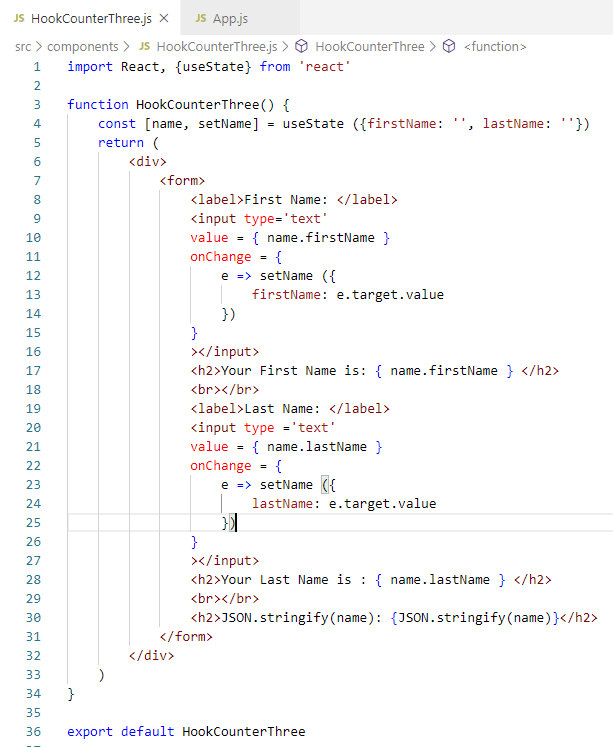 JS HookCounterThree.js × JS App.js
src > components > JS HookCounterThree.js > HookCounterThree > <function>
1 import React, {useState} from 'react'
2
3 function HookCounterThree() {
4     const [name, setName] = useState ({firstName: '', lastName: ''})
5     return (
6         <div>
7             <form>
8                 <label>First Name: </label>
9                 <input type='text'
10                 value = { name.firstName }
11                 onChange = {
12                     e => setName ({
13                         firstName: e.target.value
14                     })
15                 }
16                 ></input>
17                 <h2>Your First Name is: { name.firstName } </h2>
18                 <br></br>
19                 <label>Last Name: </label>
20                 <input type ='text'
21                 value = { name.lastName }
22                 onChange = {
23                     e => setName ({
24                         lastName: e.target.value
25                     })
26                 }
27                 ></input>
28                 <h2>Your Last Name is : { name.lastName } </h2>
29                 <br></br>
30                 <h2>JSON.stringify(name): {JSON.stringify(name)}</h2>
31             </form>
32         </div>
33     )
34 }
35
36 export default HookCounterThree